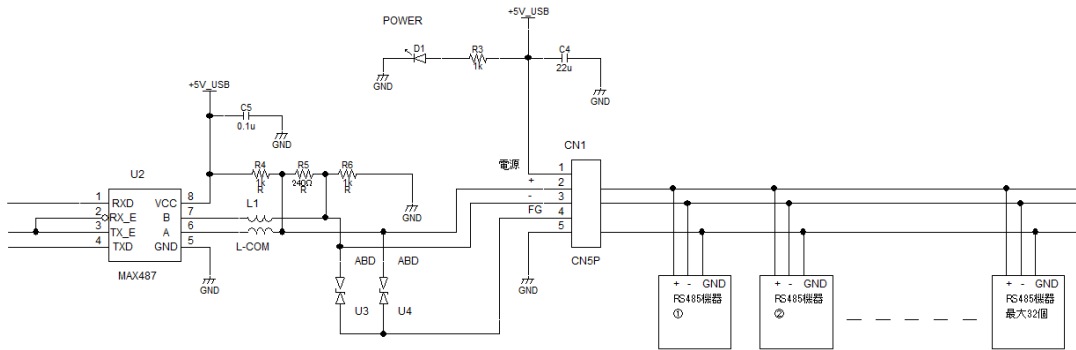 +5V_USB
POWER
D1
R3
1k
C4
22u
GND
GND
+5V_USB
C5
0.1u
GND
U2
R4
1k
R
R5
240Ω
R
R6
1k
R
電源
CN1
1
2
3
4
5
+
-
FG
GND
1
2
3
4
RXD
RX_E
TX_E
TXD
VCC
B
A
GND
8
7
6
5
L1
L-COM
MAX487
GND
ABD
ABD
U3
U4
GND
CN5P
+ - GND
RS485機器
①
+ - GND
RS485機器
②
+ - GND
RS485機器
最大32個